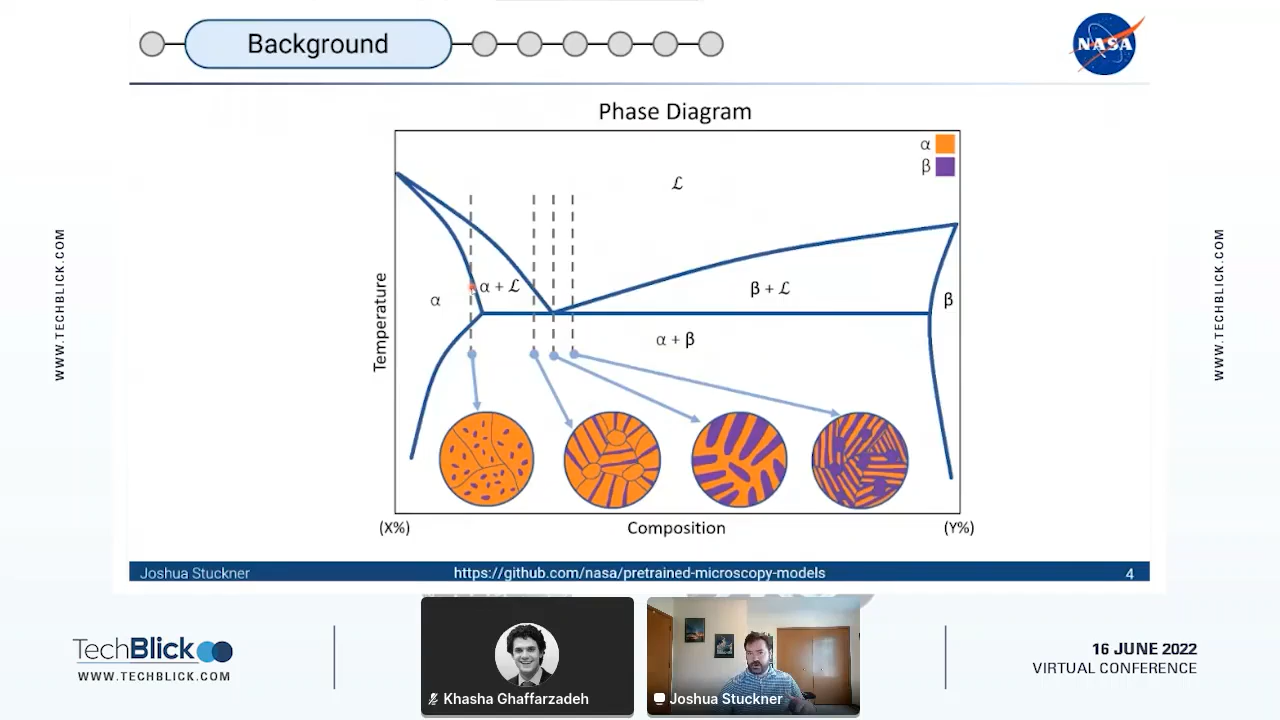 Background
NASA
Phase Diagram
α
β
ℒ
α
α + ℒ
β + ℒ
β
α + β
Temperature
(X%)
Composition
(Y%)
Joshua Stuckner
https://github.com/nasa/pretrained-microscopy-models
4
WWW.TECHBLICK.COM
WWW.TECHBLICK.COM
TechBlick
WWW.TECHBLICK.COM
Khasha Ghaffarzadeh
Joshua Stuckner
16 JUNE 2022
VIRTUAL CONFERENCE